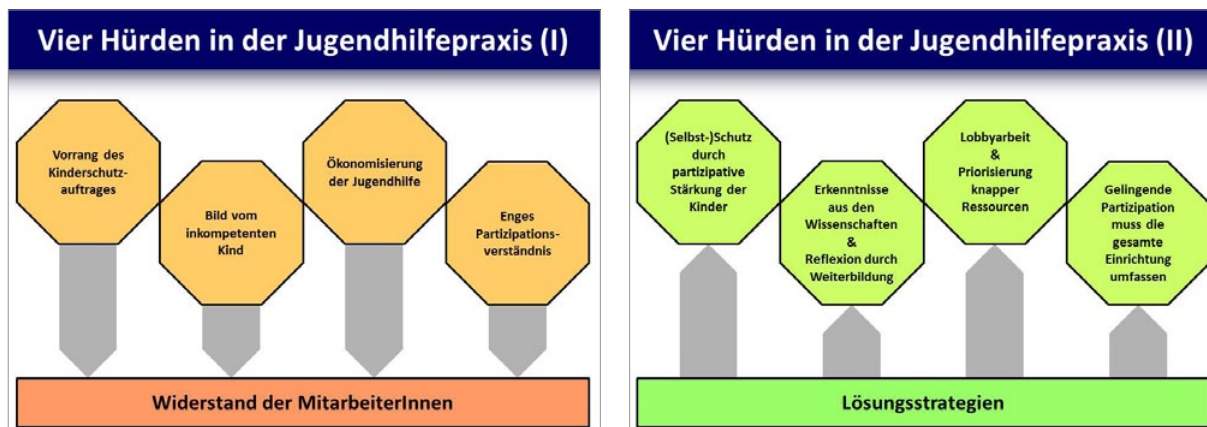 Vier Hürden in der Jugendhilfepraxis (I)
Vorrang des
Kinderschutz-
auftrages
Bild vom
inkompetenten
Kind
Ökonomisierung
der Jugendhilfe
Enges
Partizipations-
verständnis
Widerstand der MitarbeiterInnen
Vier Hürden in der Jugendhilfepraxis (II)
(Selbst-)Schutz
durch
partizipative
Stärkung der
Kinder
Erkenntnisse
aus den
Wissenschaften
&
Reflexion durch
Weiterbildung
Lobbyarbeit
&
Priorisierung
knapper
Ressourcen
Gelingende
Partizipation
muss die
gesamte
Einrichtung
umfassen
Lösungsstrategien